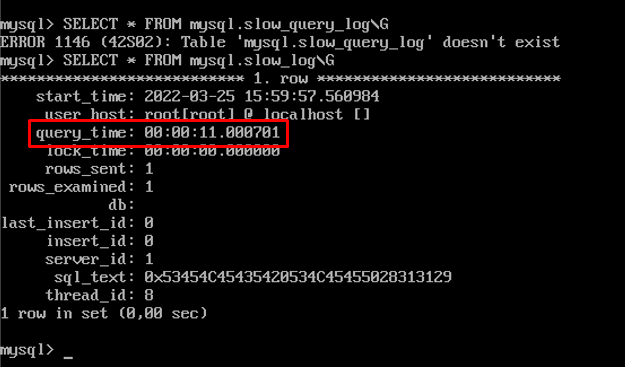 mysql> SELECT * FROM mysql.slow_query_log\G
ERROR 1146 (42S02): Table 'mysql.slow_query_log' doesn't exist
mysql> SELECT * FROM mysql.slow_log\G
*************************** 1. row ***************************
start_time: 2022-03-25 15:59:57.560984
user_host: root[root] @ localhost []
query_time: 00:00:11.000701
lock_time: 00:00:00.000000
rows_sent: 1
rows_examined: 1
db:
last_insert_id: 0
insert_id: 0
server_id: 1
sql_text: 0x53454C45435420534C45455028313129
thread_id: 8
1 row in set (0,00 sec)
mysql> _